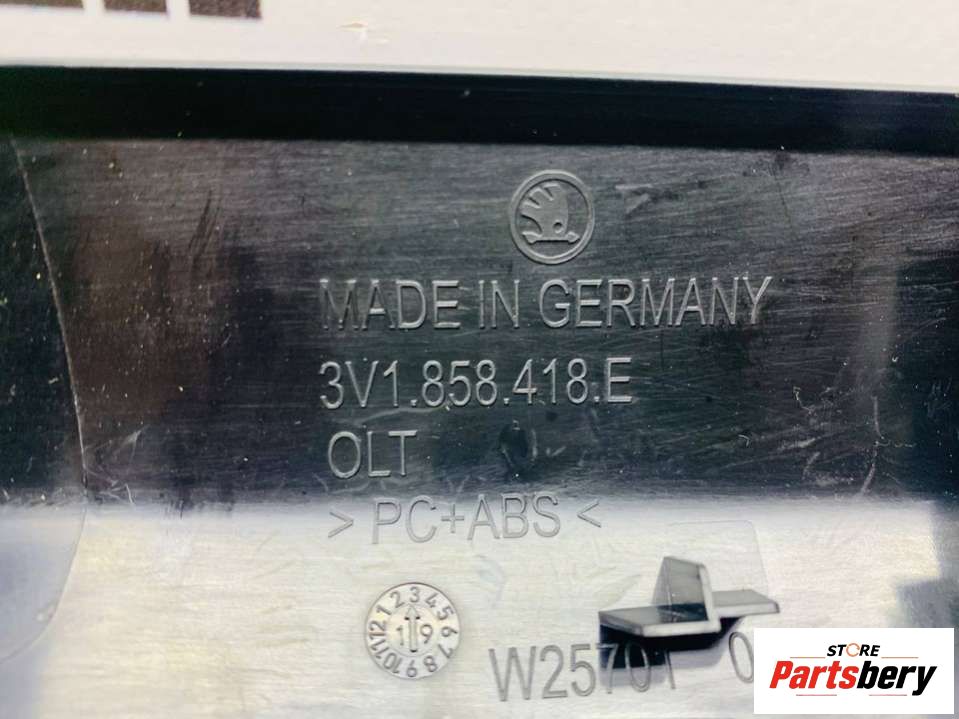 MADE IN GERMANY
3V1.858.418.E
OLT
> PC+ABS <
1 2 3 4 5 6 7 8 9 10 11 12
19
W25701 0
STORE
Partsbery